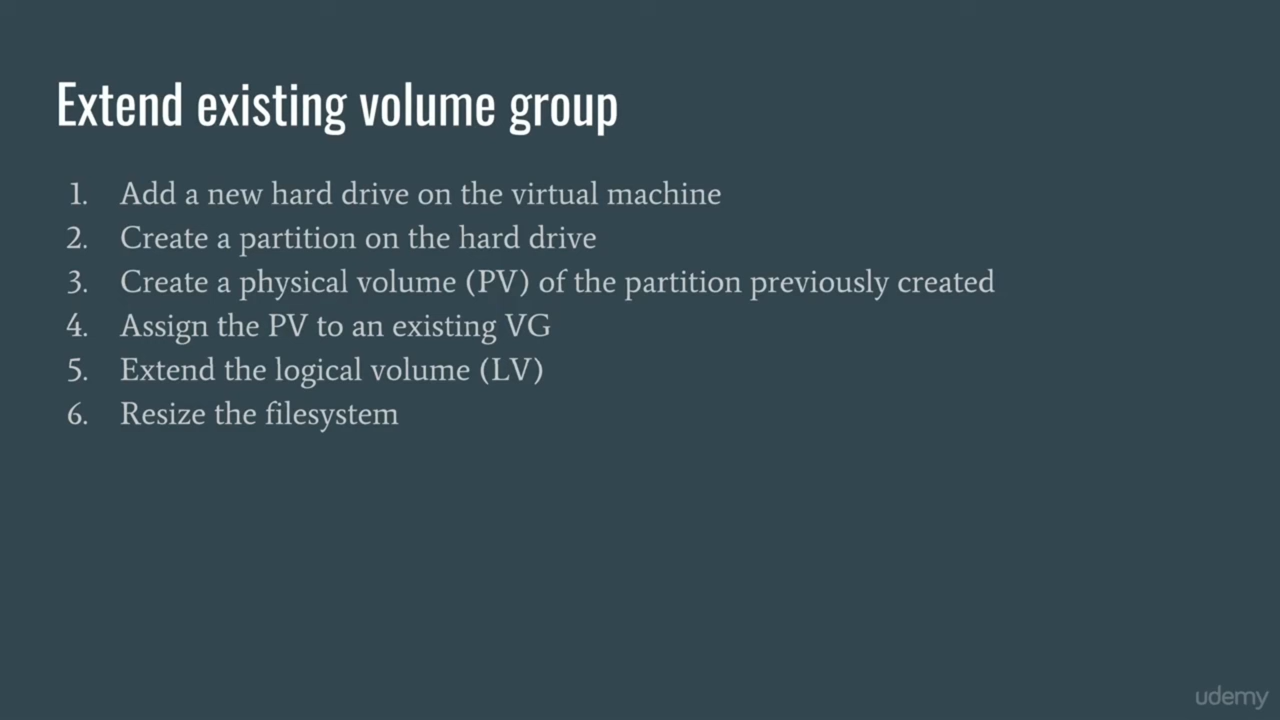 Extend existing volume group
1. Add a new hard drive on the virtual machine
2. Create a partition on the hard drive
3. Create a physical volume (PV) of the partition previously created
4. Assign the PV to an existing VG
5. Extend the logical volume (LV)
6. Resize the filesystem
udemy